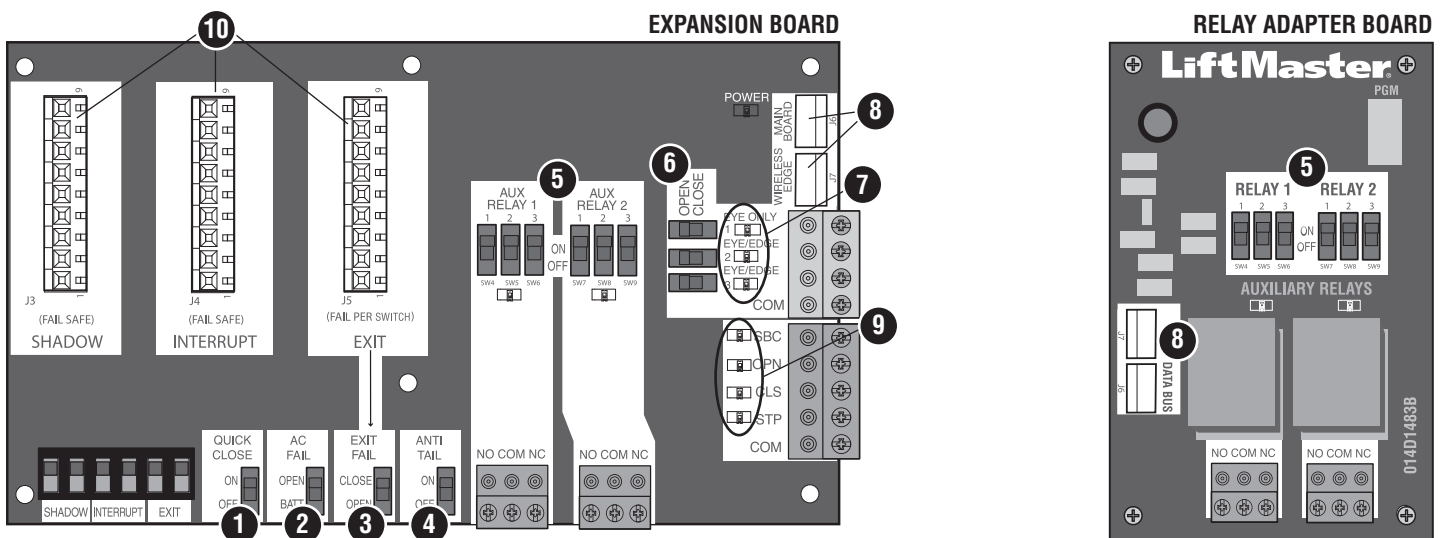 EXPANSION BOARD
10
6
6
6
J3
1
(FAIL SAFE)
SHADOW
J4
1
(FAIL SAFE)
INTERRUPT
J5
1
(FAIL PER SWITCH)
EXIT
POWER
MAIN BOARD
J6
WIRELESS EDGE
J7
8
5
AUX RELAY 1
1 2 3
SW4 SW5 SW6
ON
OFF
AUX RELAY 2
1 2 3
SW7 SW8 SW9
6
OPEN
CLOSE
7
EYE ONLY
1
EYE/EDGE
2
EYE/EDGE
3
COM
9
SBC
OPN
CLS
STP
COM
SHADOW INTERRUPT EXIT
QUICK CLOSE
ON
OFF
1
AC FAIL
OPEN
BATT
2
EXIT FAIL
CLOSE
OPEN
3
ANTI TAIL
ON
OFF
4
NO COM NC
NO COM NC
RELAY ADAPTER BOARD
LiftMaster
PGM
5
RELAY 1
RELAY 2
1 2 3
1 2 3
ON
OFF
SW4 SW5 SW6
SW7 SW8 SW9
AUXILIARY RELAYS
J7
J6
8
DATA BUS
014D1483B
NO COM NC
NO COM NC